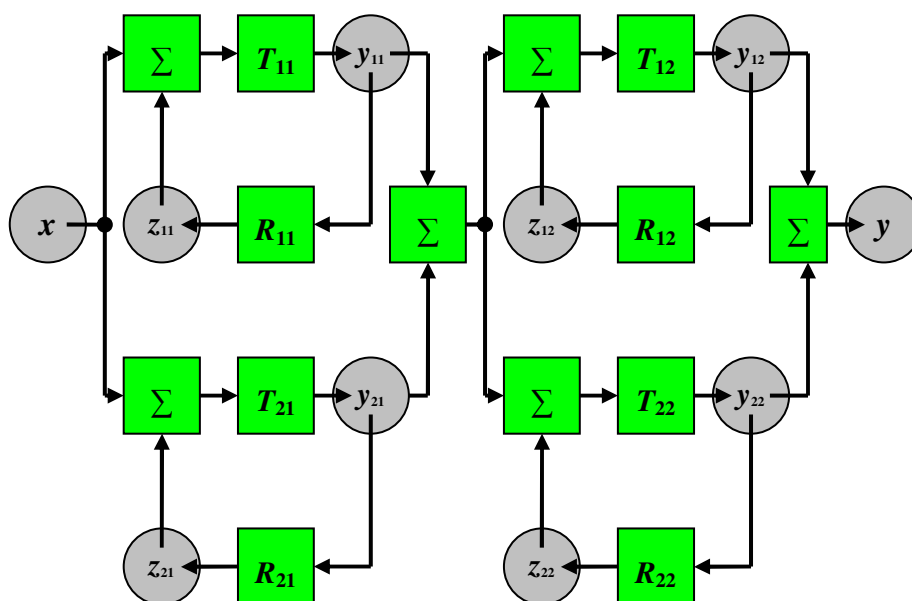 ∑ T₁₁ y₁₁ ∑ T₁₂ y₁₂
x z₁₁ R₁₁ ∑ z₁₂ R₁₂ ∑ y
∑ T₂₁ y₂₁ ∑ T₂₂ y₂₂
z₂₁ R₂₁ z₂₂ R₂₂